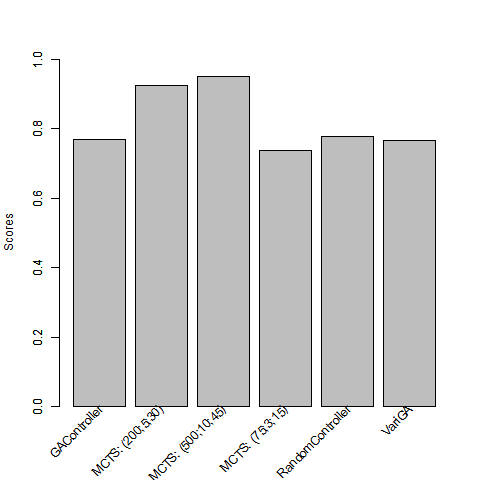 Scores
1.0
0.8
0.6
0.4
0.2
0.0
GAController
MCTS: (200;5;30)
MCTS: (500;10;45)
MCTS: (75;3;15)
RandomController
VariGA